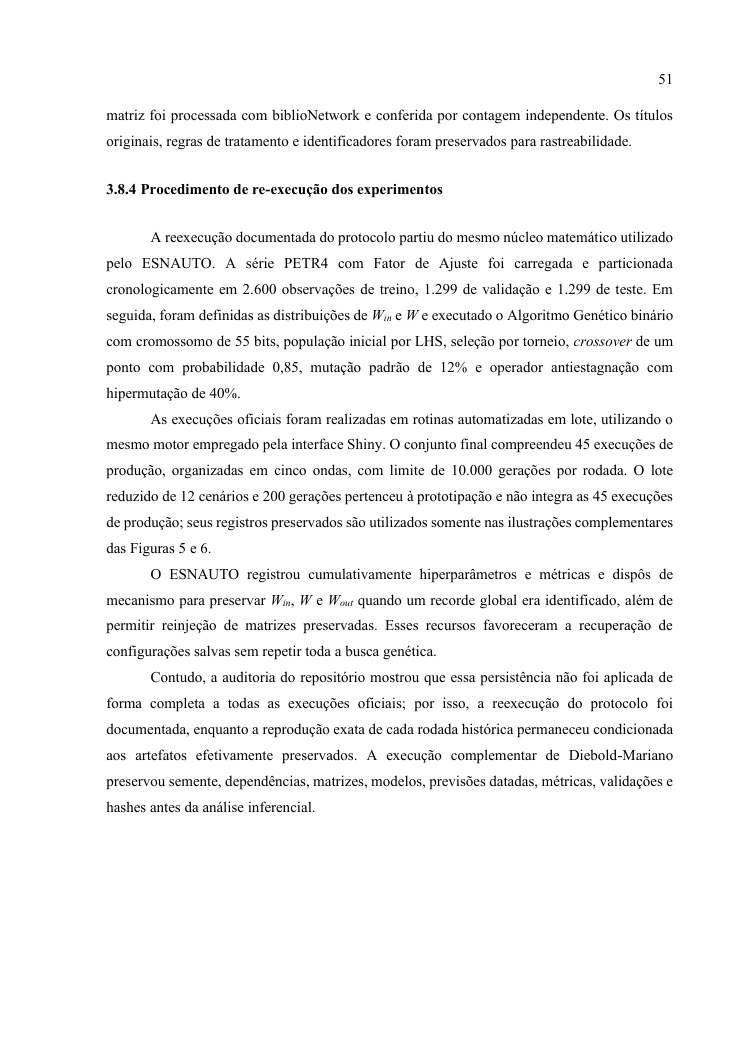 51
matriz foi processada com biblioNetwork e conferida por contagem independente. Os títulos
originais, regras de tratamento e identificadores foram preservados para rastreabilidade.
3.8.4 Procedimento de re-execução dos experimentos
A reexecução documentada do protocolo partiu do mesmo núcleo matemático utilizado
pelo ESNAUTO. A série PETR4 com Fator de Ajuste foi carregada e particionada
cronologicamente em 2.600 observações de treino, 1.299 de validação e 1.299 de teste. Em
seguida, foram definidas as distribuições de Win e W e executado o Algoritmo Genético binário
com cromossomo de 55 bits, população inicial por LHS, seleção por torneio, crossover de um
ponto com probabilidade 0,85, mutação padrão de 12% e operador antiestagnação com
hipermutação de 40%.
As execuções oficiais foram realizadas em rotinas automatizadas em lote, utilizando o
mesmo motor empregado pela interface Shiny. O conjunto final compreendeu 45 execuções de
produção, organizadas em cinco ondas, com limite de 10.000 gerações por rodada. O lote
reduzido de 12 cenários e 200 gerações pertenceu à prototipação e não integra as 45 execuções
de produção; seus registros preservados são utilizados somente nas ilustrações complementares
das Figuras 5 e 6.
O ESNAUTO registrou cumulativamente hiperparâmetros e métricas e dispôs de
mecanismo para preservar Win, W e Wout quando um recorde global era identificado, além de
permitir reinjeção de matrizes preservadas. Esses recursos favoreceram a recuperação de
configurações salvas sem repetir toda a busca genética.
Contudo, a auditoria do repositório mostrou que essa persistência não foi aplicada de
forma completa a todas as execuções oficiais; por isso, a reexecução do protocolo foi
documentada, enquanto a reprodução exata de cada rodada histórica permaneceu condicionada
aos artefatos efetivamente preservados. A execução complementar de Diebold-Mariano
preservou semente, dependências, matrizes, modelos, previsões datadas, métricas, validações e
hashes antes da análise inferencial.